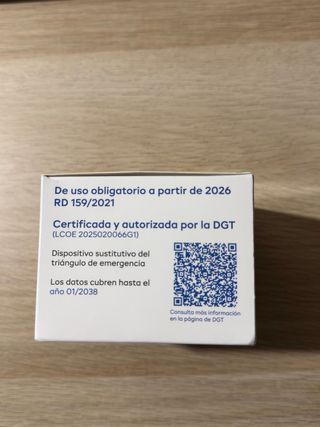 De uso obligatorio a partir de 2026
RD 159/2021
Certificada y autorizada por la DGT
(LCOE 2025020066G1)
Dispositivo sustitutivo del
triángulo de emergencia
Los datos cubren hasta el
año 01/2038
Consulta más información
en la página de DGT